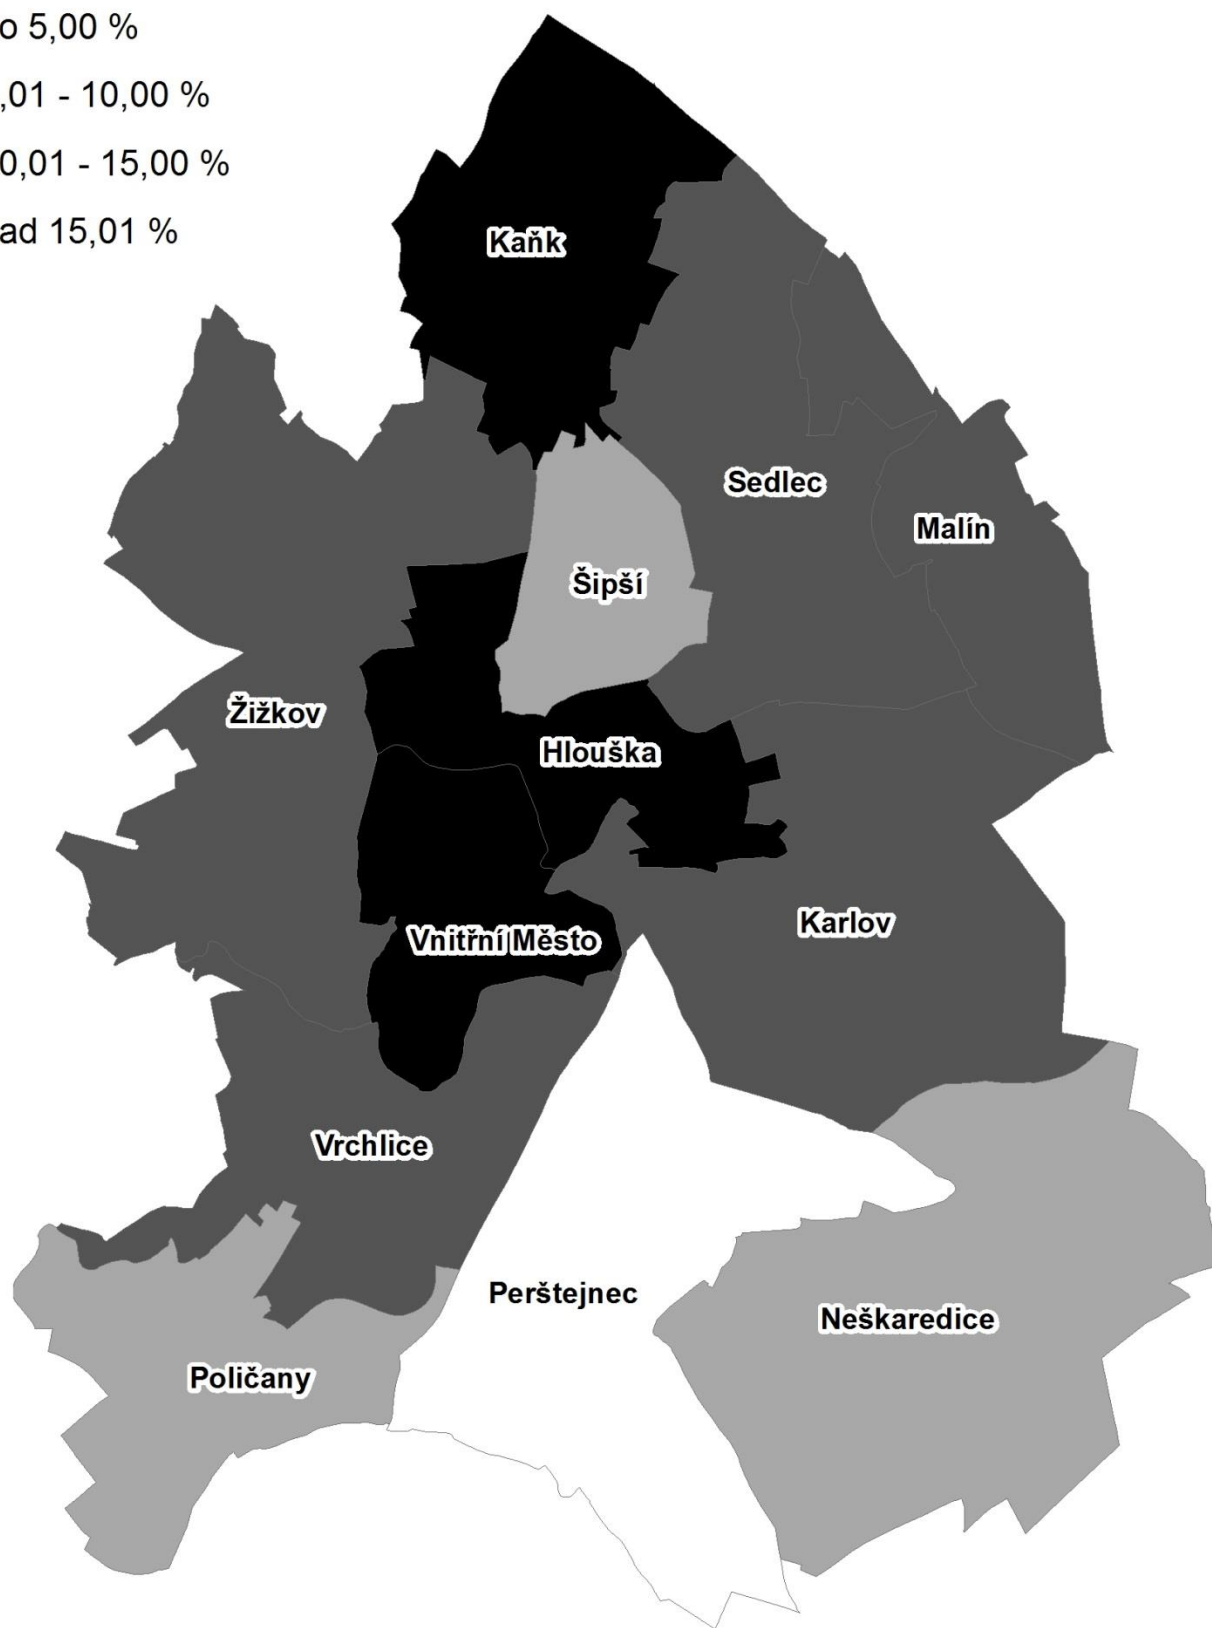 o 5,00 %
,01 - 10,00 %
0,01 - 15,00 %
ad 15,01 %
Kaňk
Sedlec
Malín
Šipší
Žižkov
Hlouška
Karlov
Vnitřní Město
Vrchlice
Perštejnec
Neškaredice
Poličany